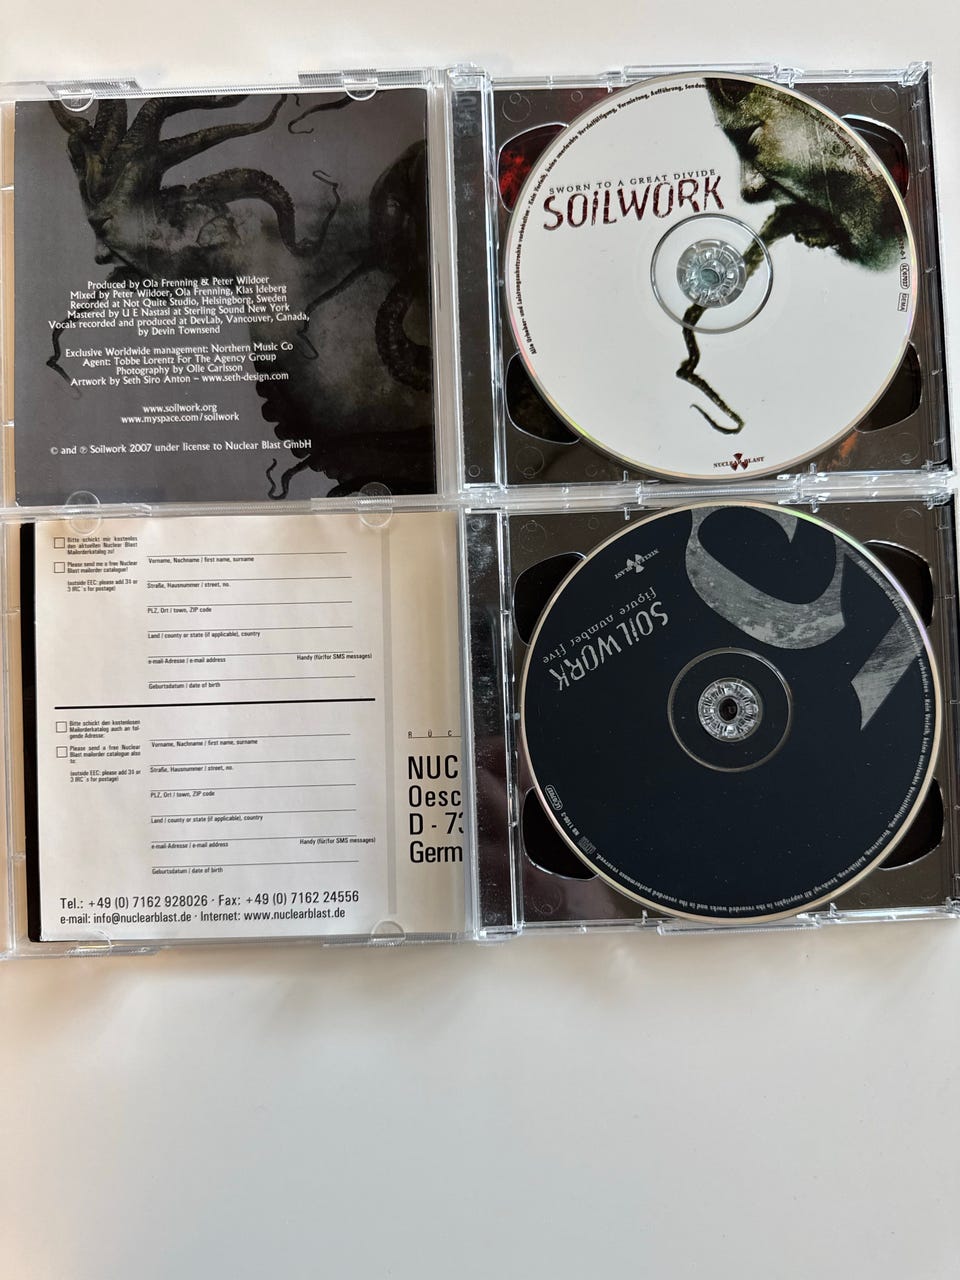 Produced by Ola Frenning & Peter Wildoer
Mixed by Peter Wildoer, Ola Frenning, Klas Ideberg
Recorded at Not Quite Studio, Helsingborg, Sweden
Mastered by U E Nastasi at Sterling Sound New York
Vocals recorded and produced at DevLab, Vancouver, Canada,
by Devin Townsend
Exclusive Worldwide management: Northern Music Co
Agent: Tobbe Lorentz For The Agency Group
Photography by Olle Carlsson
Artwork by Seth Siro Anton – www.seth-design.com
www.soilwork.org
www.myspace.com/soilwork
© and ℗ Soilwork 2007 under license to Nuclear Blast GmbH
SWORN TO A GREAT DIVIDE
SOILWORK
NUCLEAR BLAST
LC 07027
GEMA
Bitte schickt mir kostenlos
den aktuellen Nuclear Blast
Mailorderkatalog zu!
Please send me a free Nuclear
Blast mailorder catalogue!
(outside EEC: please add 3$ or
3 IRC´s for postage)
Vorname, Nachname / first name, surname
Straße, Hausnummer / street, no.
PLZ, Ort / town, ZIP code
Land / county or state (if applicable), country
e-mail-Adresse / e-mail address
Handy (für/for SMS messages)
Geburtsdatum / date of birth
Bitte schickt den kostenlosen
Mailorderkatalog auch an fol-
gende Adresse:
Please send a free Nuclear
Blast mailorder catalogue also
to:
(outside EEC: please add 3$ or
3 IRC´s for postage)
Vorname, Nachname / first name, surname
Straße, Hausnummer / street, no.
PLZ, Ort / town, ZIP code
Land / county or state (if applicable), country
e-mail-Adresse / e-mail address
Handy (für/for SMS messages)
Geburtsdatum / date of birth
Tel.: +49 (0) 7162 928026 · Fax: +49 (0) 7162 24556
e-mail: info@nuclearblast.de · Internet: www.nuclearblast.de
RÜC
NUC
Oesc
D - 73
Germ
NUCLEAR BLAST
SOILWORK
figure number five